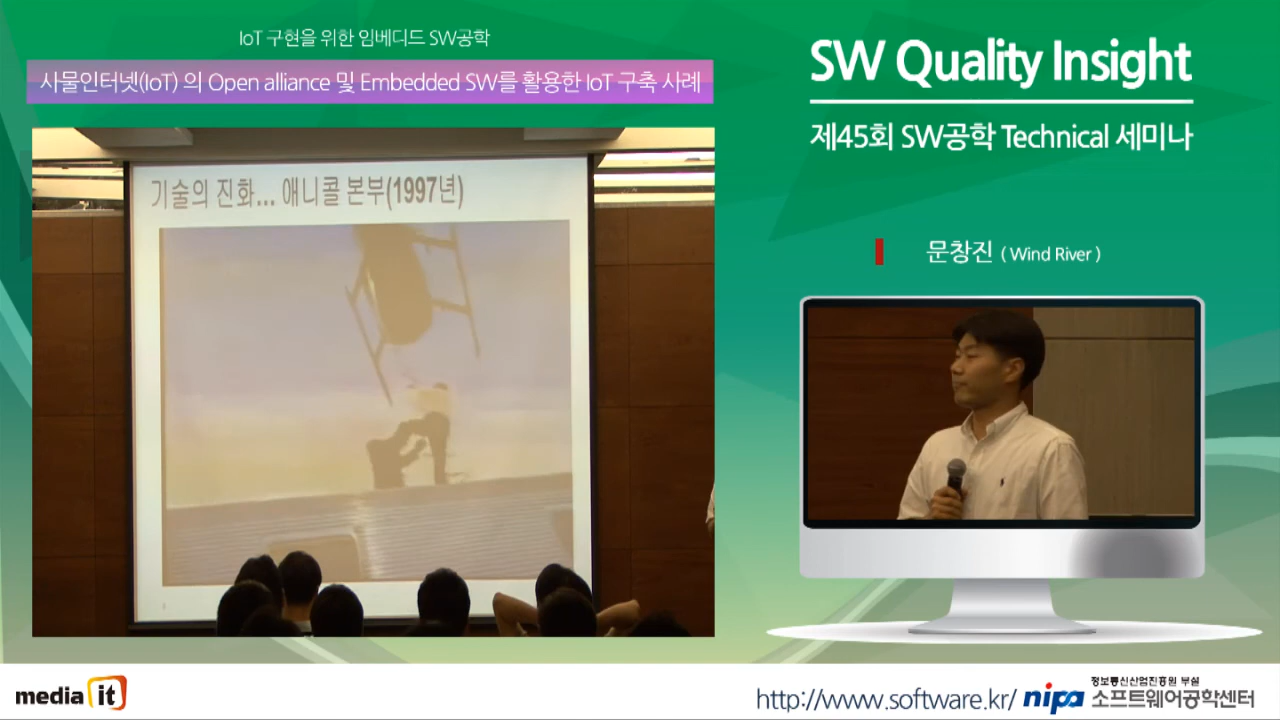 IoT 구현을 위한 임베디드 SW공학
사물인터넷(IoT) 의 Open alliance 및 Embedded SW를 활용한 IoT 구축 사례
기술의 진화... 애니콜 본부(1997년)
SW Quality Insight
제45회 SW공학 Technical 세미나
문창진 ( Wind River )
media it
http://www.software.kr/
nipa
정보통신산업진흥원 부설
소프트웨어공학센터